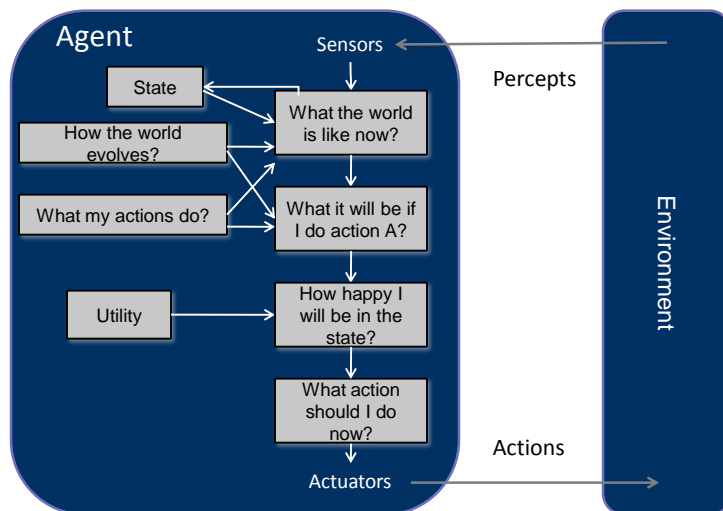 Agent
Sensors
Percepts
State
What the world
is like now?
How the world
evolves?
What my actions do?
What it will be if
I do action A?
Environment
Utility
How happy I
will be in the
state?
What action
should I do
now?
Actions
Actuators